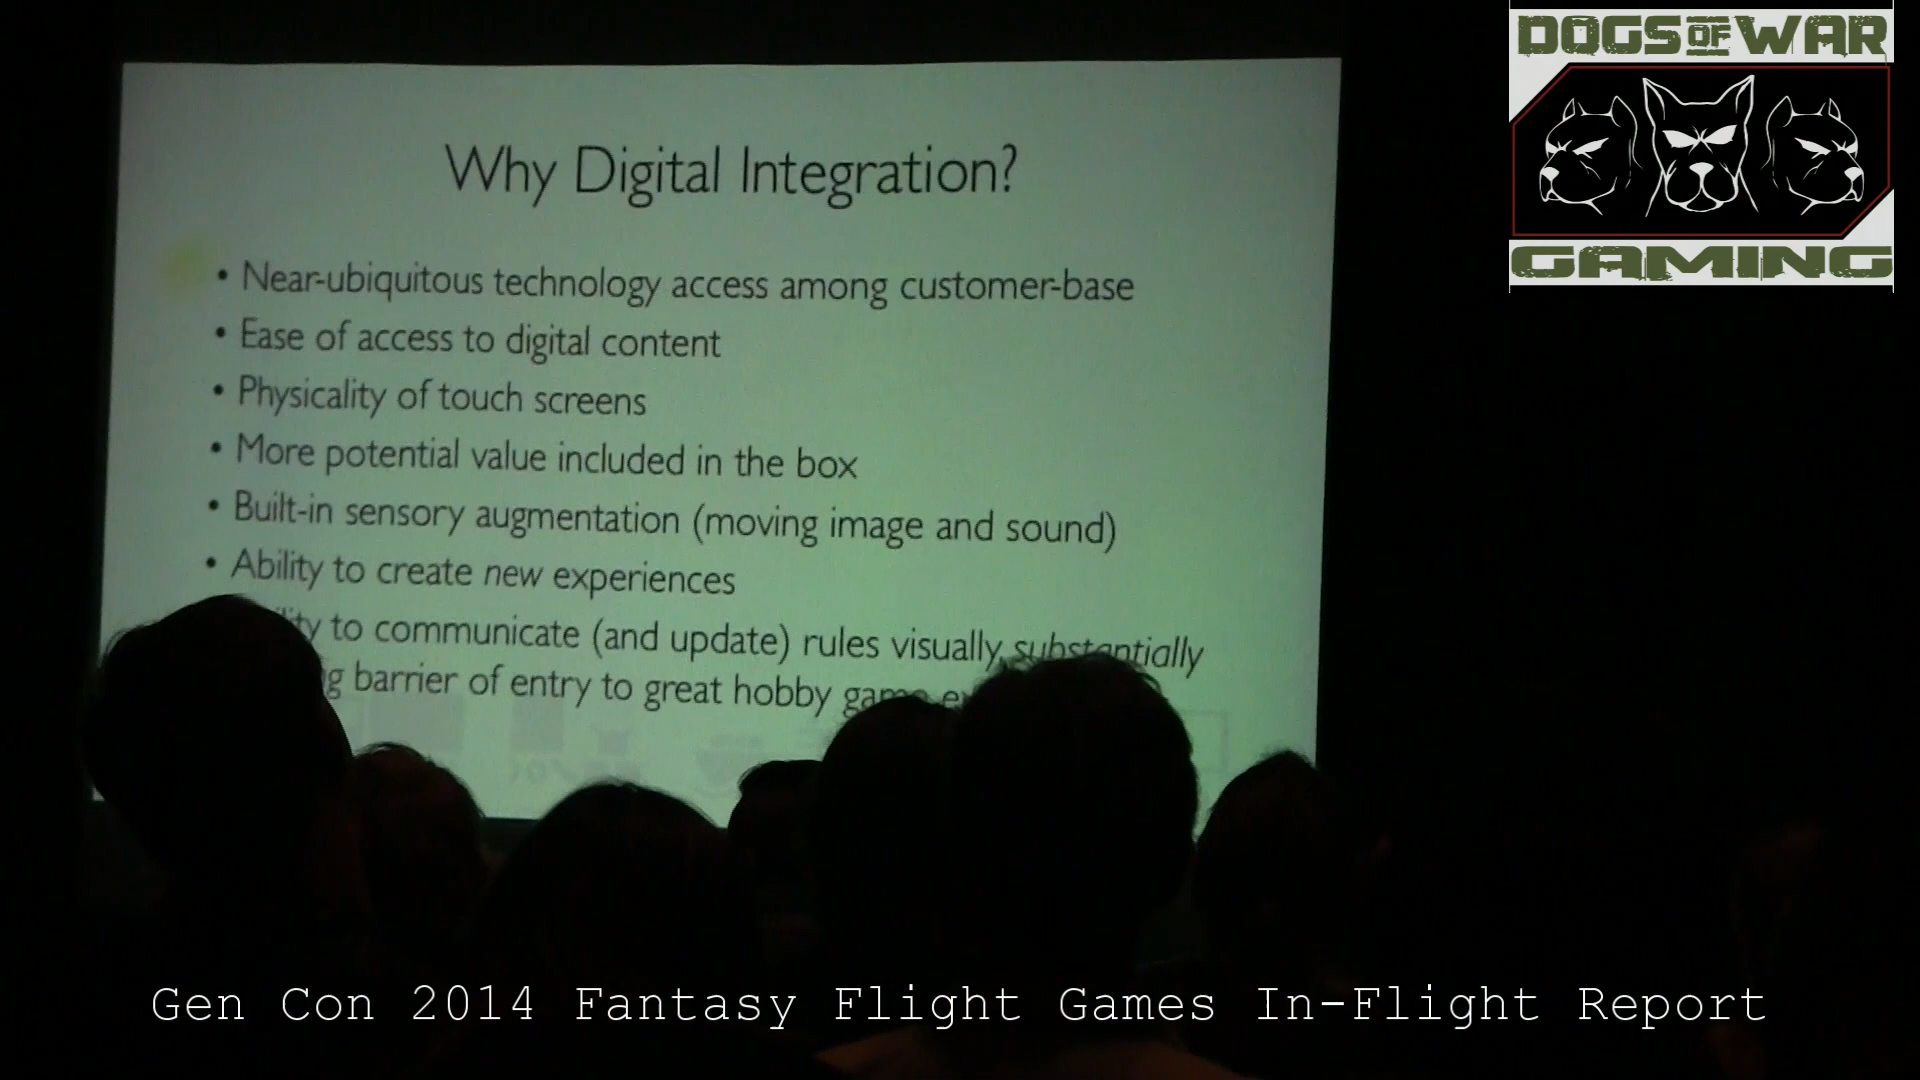 DOGS OF WAR
GAMING
Why Digital Integration?
• Near-ubiquitous technology access among customer-base
• Ease of access to digital content
• Physicality of touch screens
• More potential value included in the box
• Built-in sensory augmentation (moving image and sound)
• Ability to create new experiences
to communicate (and update) rules visually, substantially
barrier of entry to great hobby game
Gen Con 2014 Fantasy Flight Games In-Flight Report